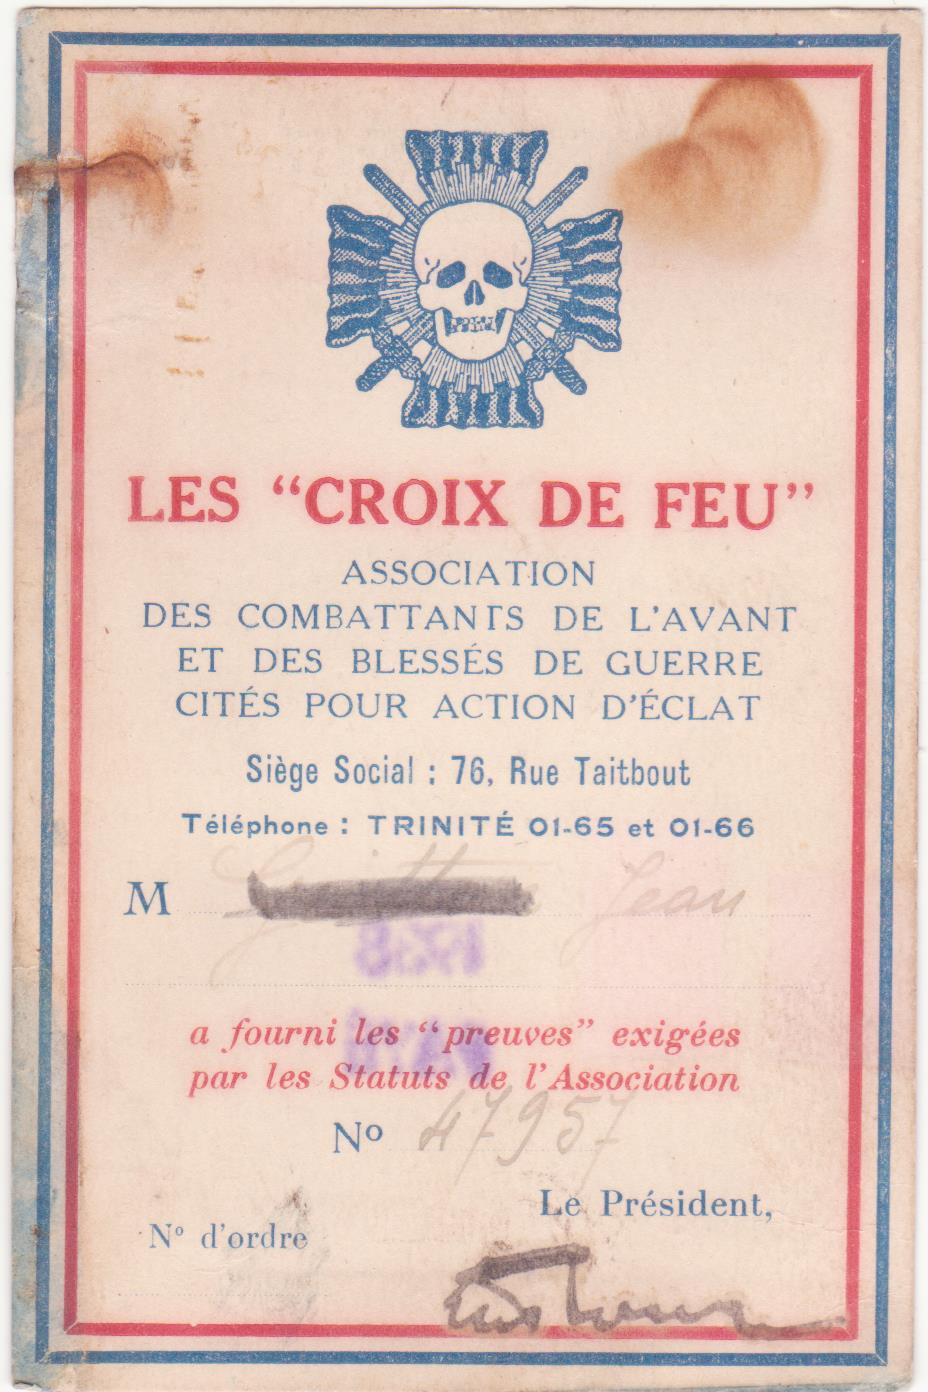 LES "CROIX DE FEU"
ASSOCIATION
DES COMBATTANTS DE L'AVANT
ET DES BLESSÉS DE GUERRE
CITÉS POUR ACTION D'ÉCLAT
Siège Social : 76, Rue Taitbout
Téléphone : TRINITÉ 01-65 et 01-66
M Jean
a fourni les "preuves" exigées
par les Statuts de l'Association
Nº 47957
Le Président,
Nº d'ordre